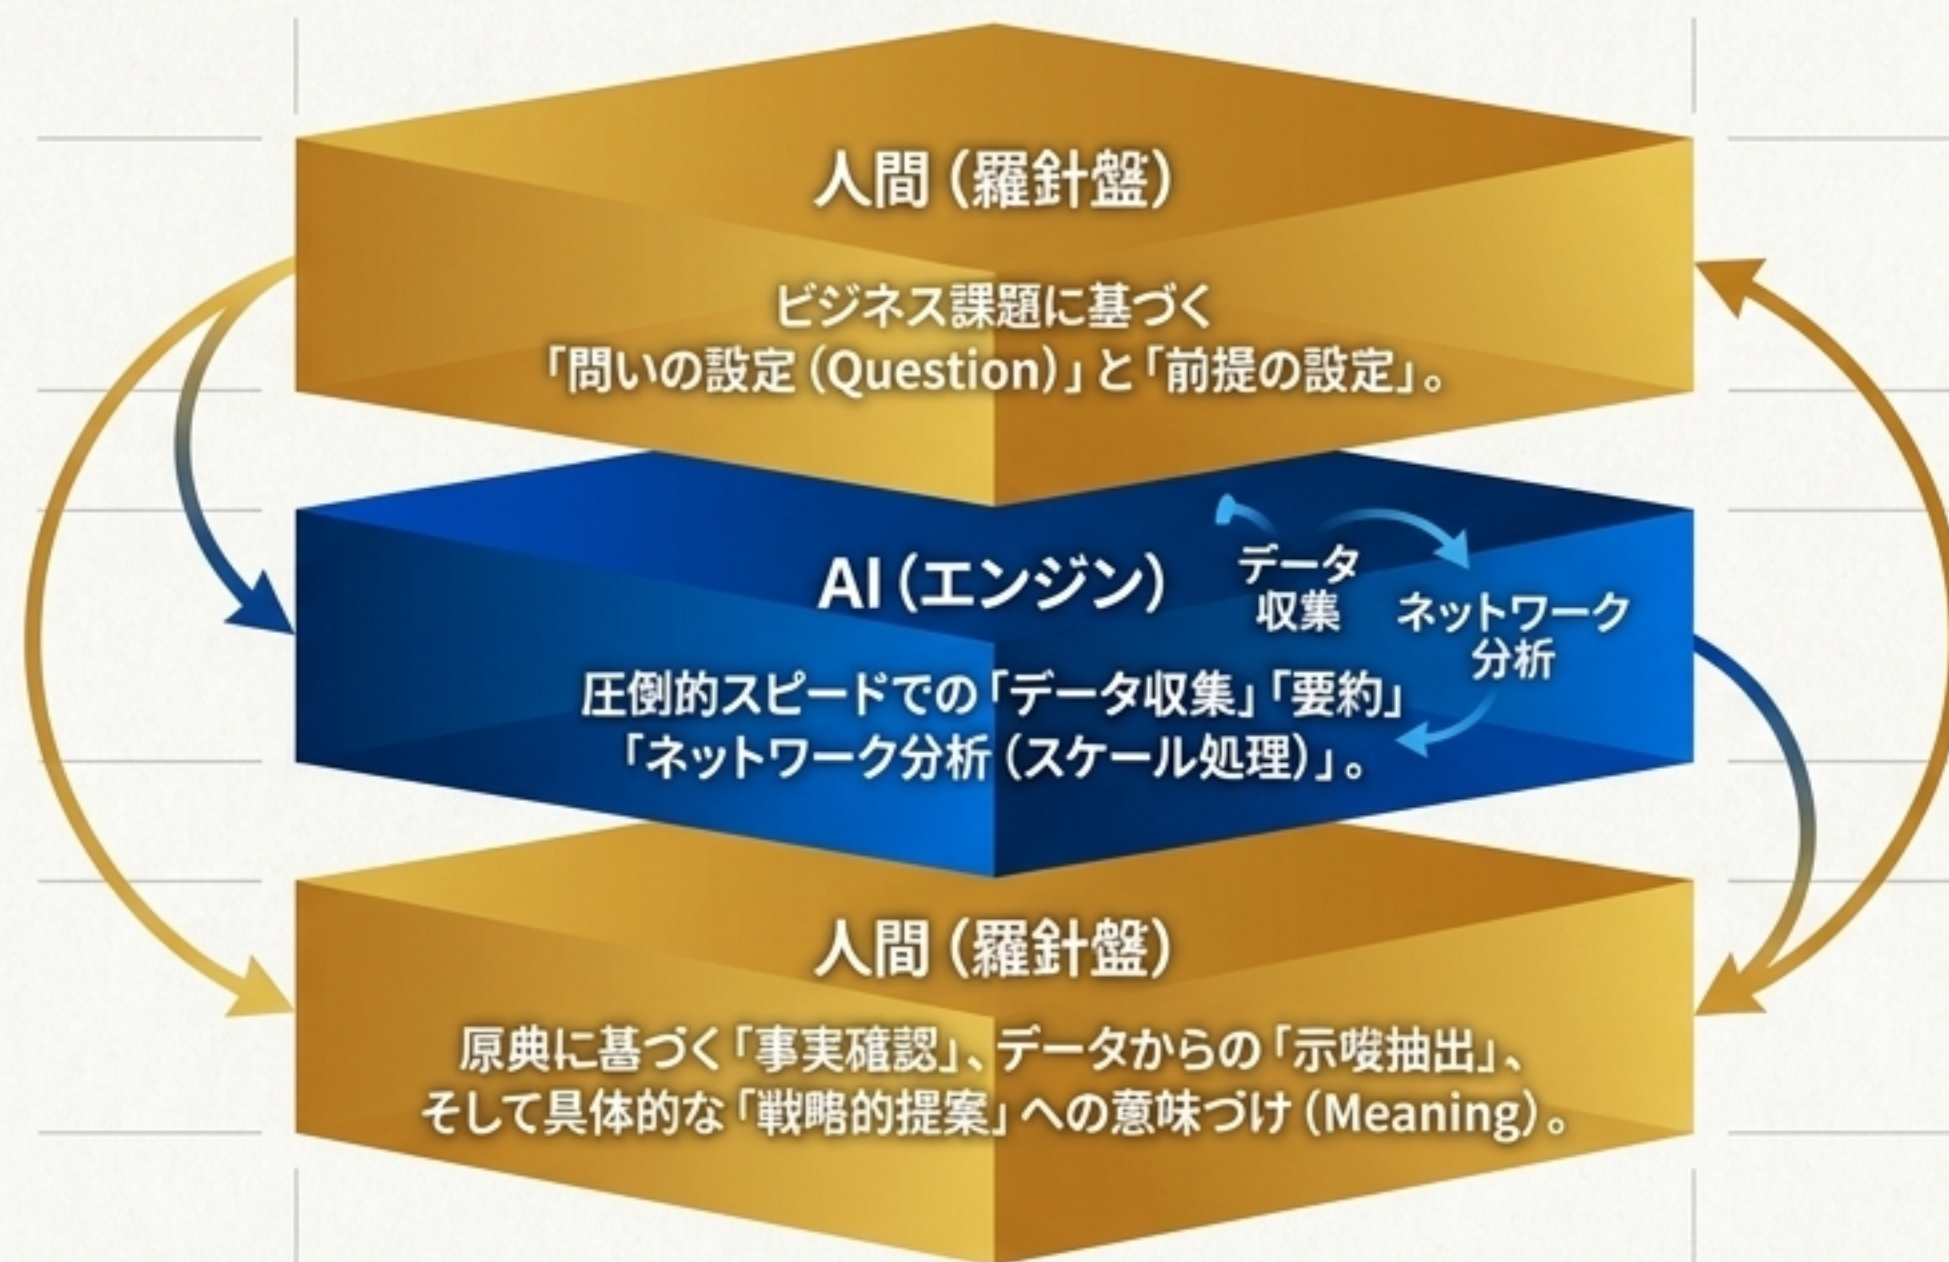 人間（羅針盤）
ビジネス課題に基づく
「問いの設定（Question）」と「前提の設定」。
AI（エンジン）
データ
収集
ネットワーク
分析
圧倒的スピードでの「データ収集」「要約」
「ネットワーク分析（スケール処理）」。
人間（羅針盤）
原典に基づく「事実確認」、データからの「示唆抽出」、
そして具体的な「戦略的提案」への意味づけ（Meaning）。